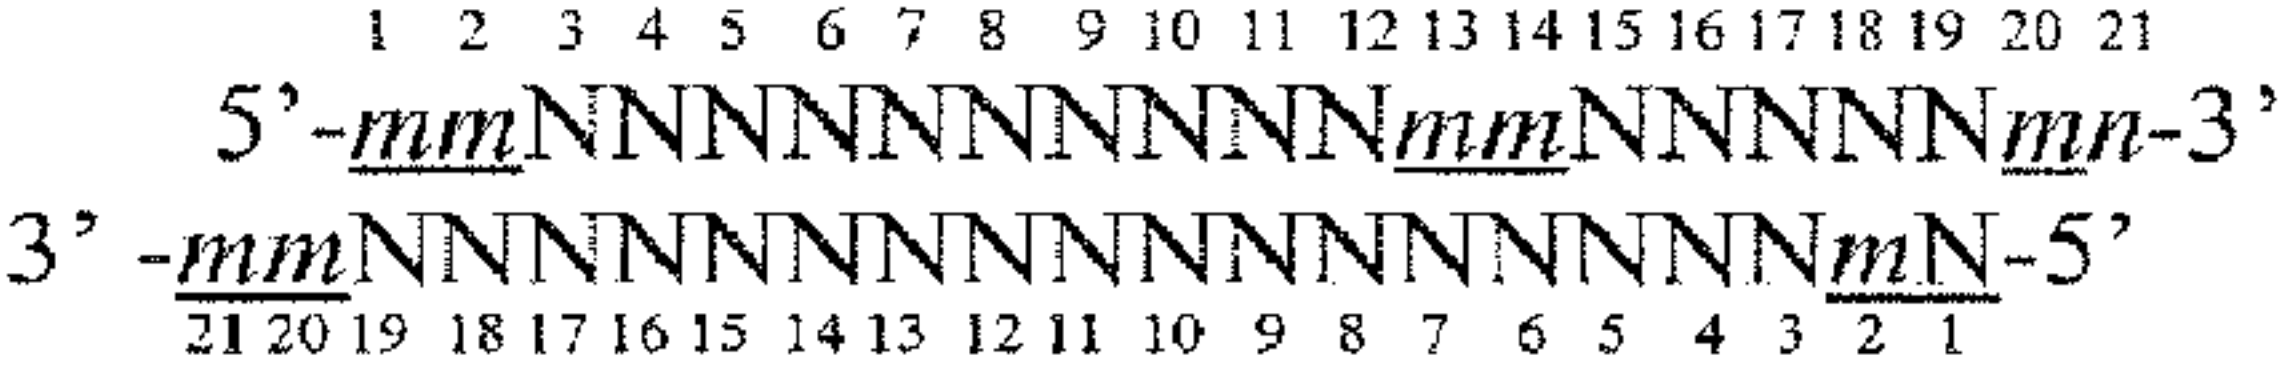 1 2 3 4 5 6 7 8 9 10 11 12 13 14 15 16 17 18 19 20 21
5’-mmNNNNNNNNNNmmNNNNNmn-3’
3’ -mmNNNNNNNNNNNNNNNNNmN-5’
21 20 19 18 17 16 15 14 13 12 11 10 9 8 7 6 5 4 3 2 1